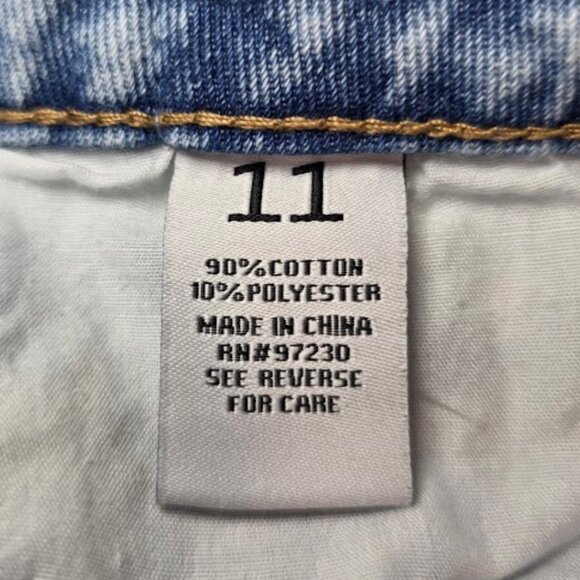 11
90%COTTON
10%POLYESTER
MADE IN CHINA
RN#97230
SEE REVERSE
FOR CARE